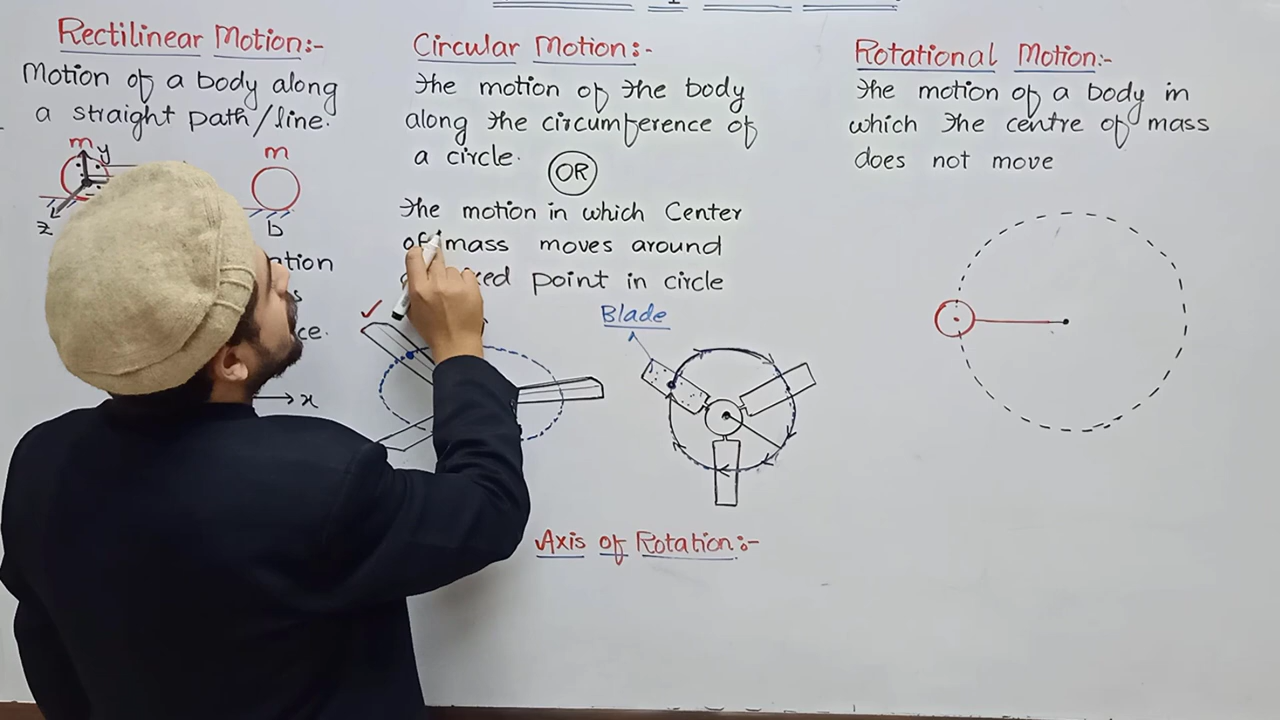 Rectilinear Motion:-
Motion of a body along
a straight path/line.
m
y
z
m
b
ation
s
ce.
x
Circular Motion:-
The motion of the body
along the circumference of
a circle.
OR
The motion in which Center
of mass moves around
point in circle
Blade
Axis of Rotation:-
Rotational Motion:-
The motion of a body in
which the centre of mass
does not move